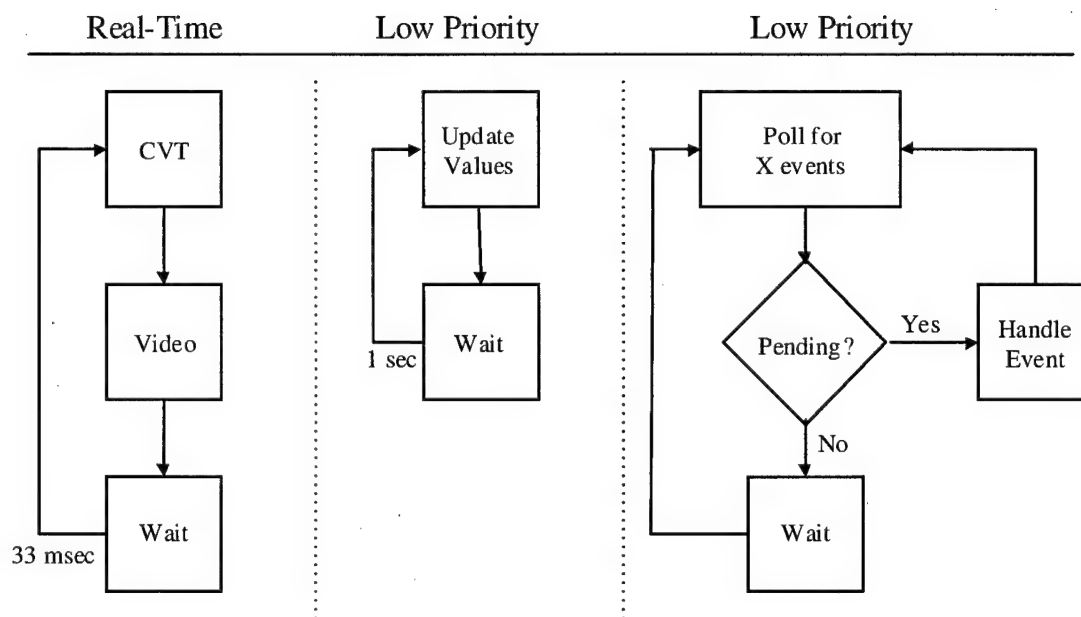 Real-Time
Low Priority
Low Priority
CVT
Video
Wait
33 msec
Update
Values
Wait
1 sec
Poll for
X events
Pending?
Yes
Handle
Event
No
Wait